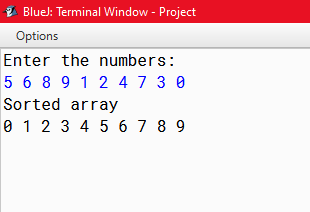 BlueJ: Terminal Window - Project
Options
Enter the numbers:
5 6 8 9 1 2 4 7 3 0
Sorted array
0 1 2 3 4 5 6 7 8 9